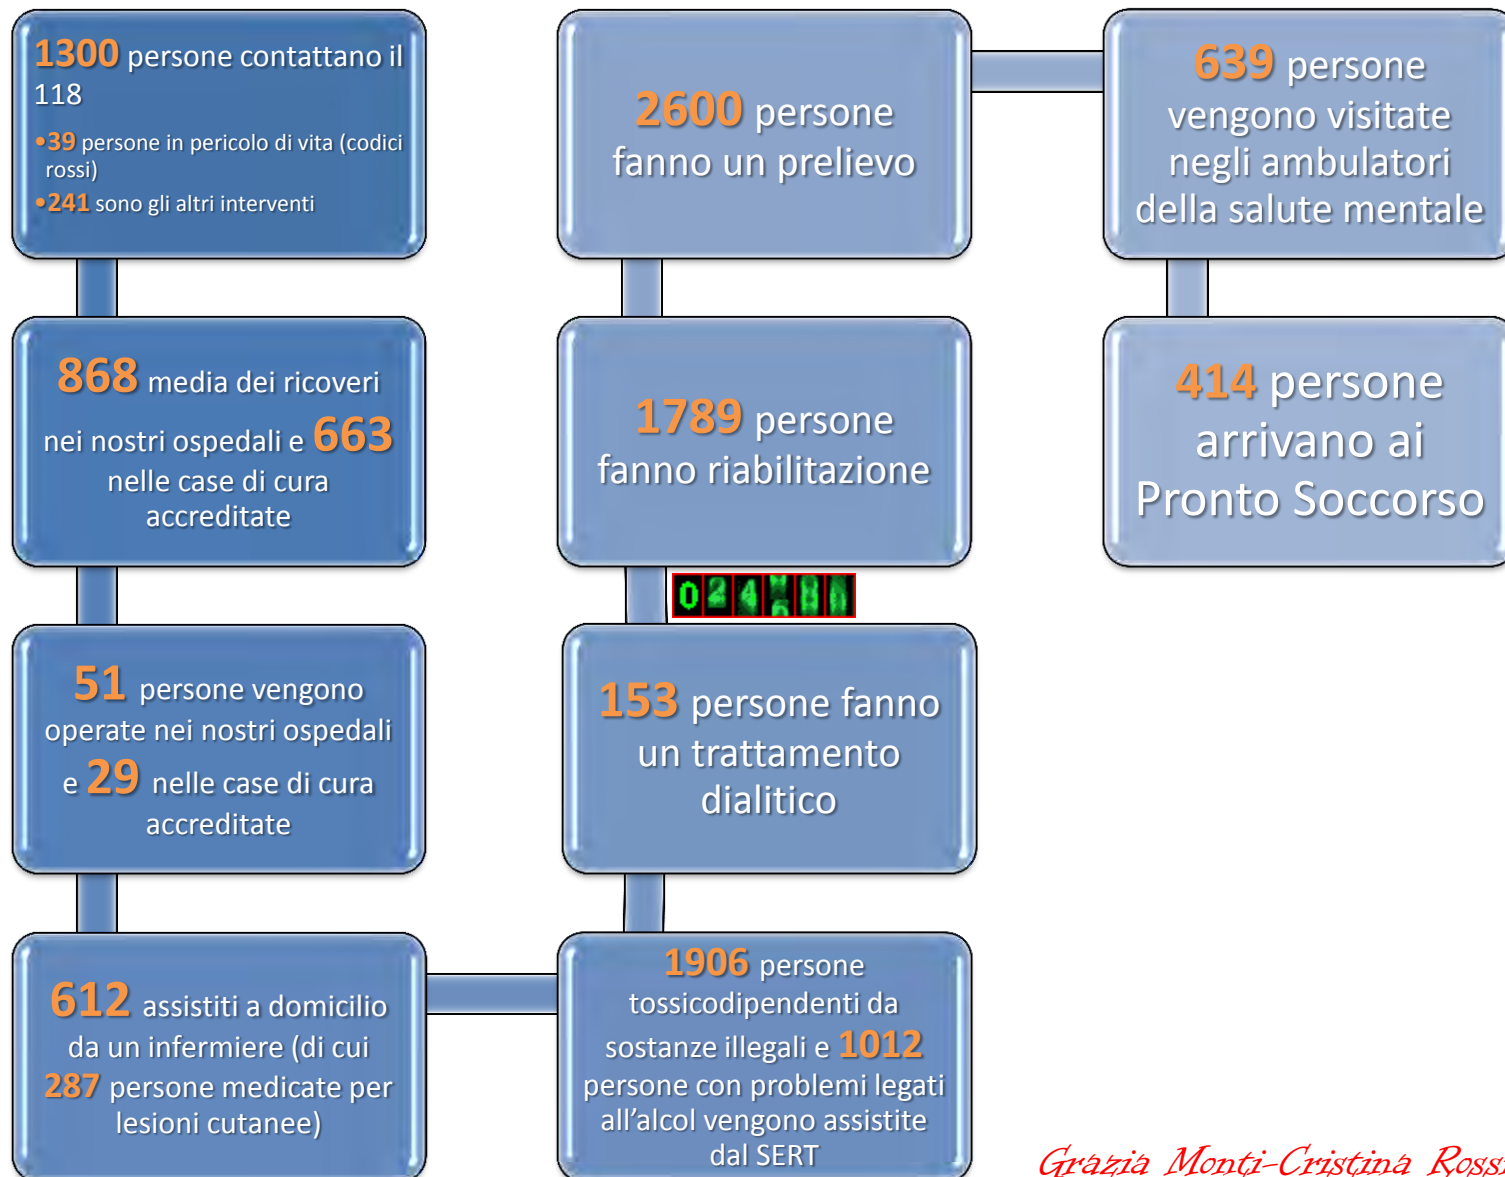 1300 persone contattano il
118
•39 persone in pericolo di vita (codici
rossi)
•241 sono gli altri interventi
868 media dei ricoveri
nei nostri ospedali e 663
nelle case di cura
accreditate
51 persone vengono
operate nei nostri ospedali
e 29 nelle case di cura
accreditate
612 assistiti a domicilio
da un infermiere (di cui
287 persone medicate per
lesioni cutanee)
1906 persone
tossicodipendenti da
sostanze illegali e 1012
persone con problemi legati
all’alcol vengono assistite
dal SERT
153 persone fanno
un trattamento
dialitico
0 2 4
1789 persone
fanno riabilitazione
2600 persone
fanno un prelievo
639 persone
vengono visitate
negli ambulatori
della salute mentale
414 persone
arrivano ai
Pronto Soccorso
Grazia Monti-Cristina Rossi